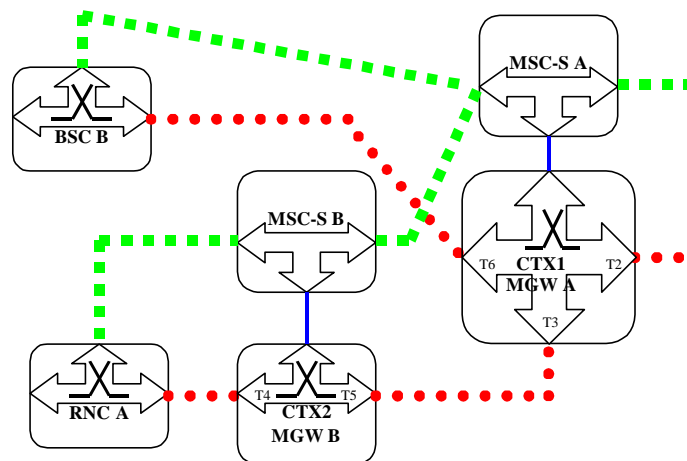 MSC-S A
BSC B
MSC-S B
T6
CTX1
T2
MGW A
T3
RNC A
T4
CTX2
T5
MGW B